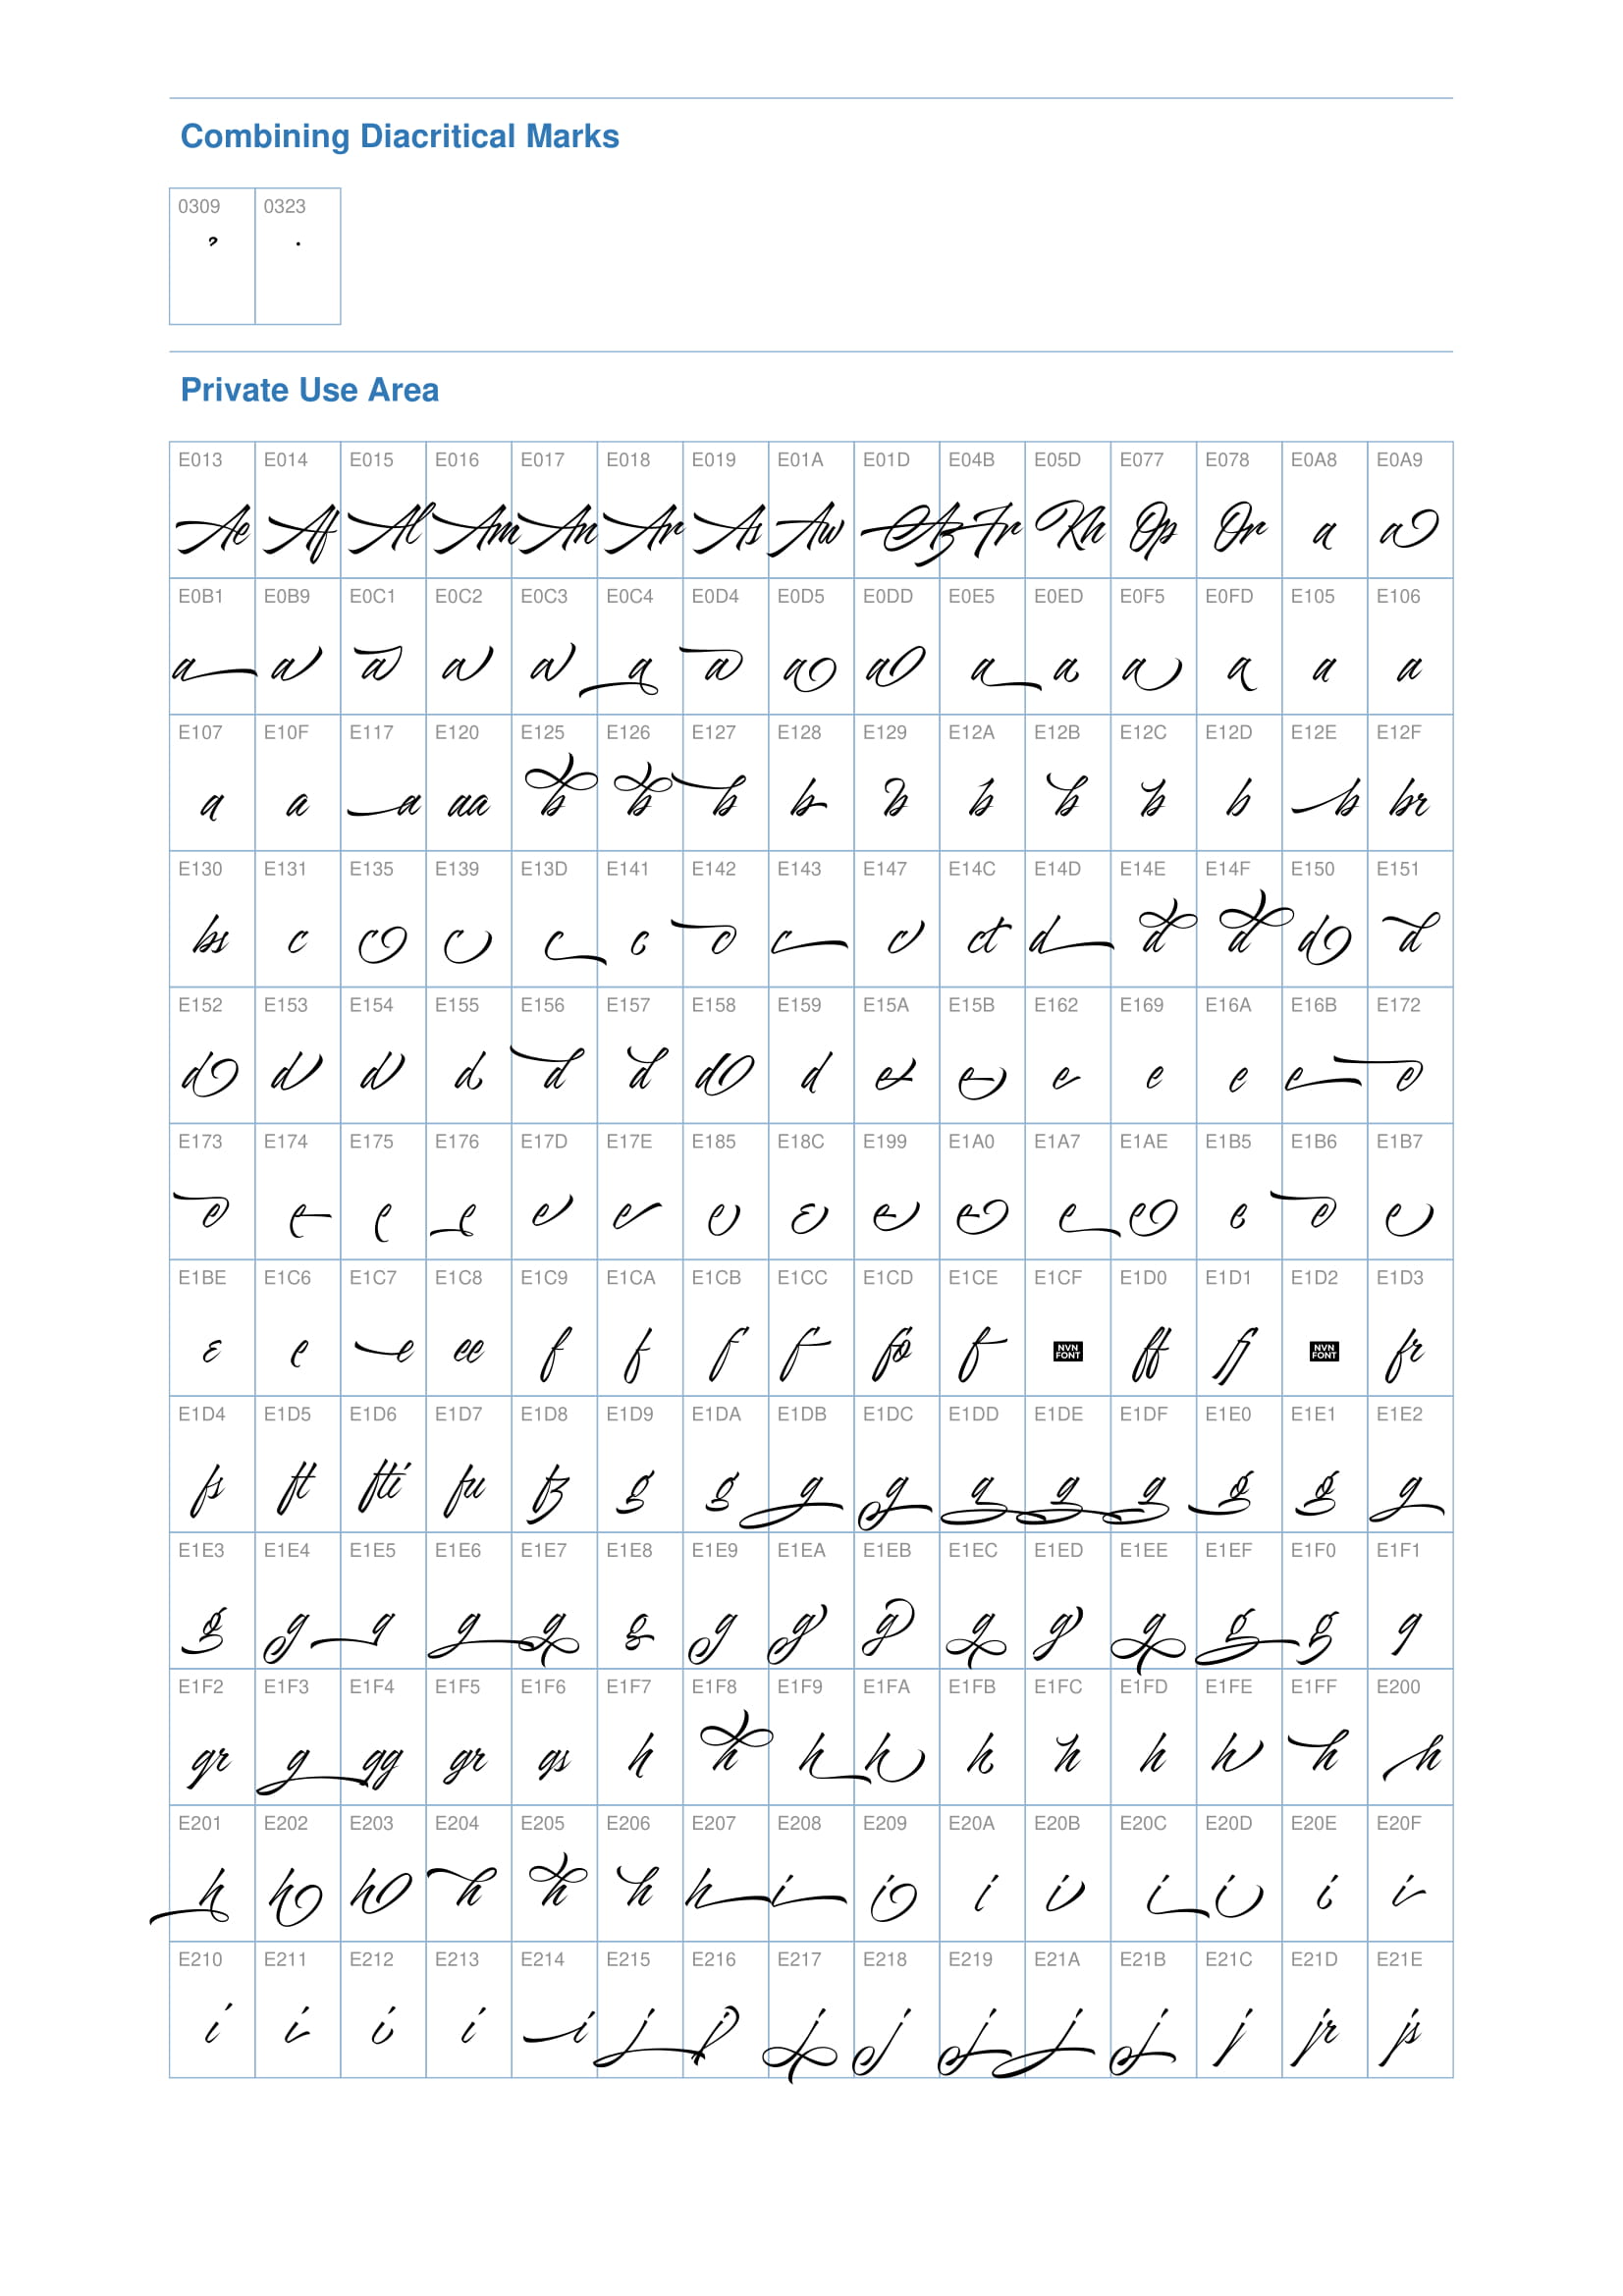 Combining Diacritical Marks
0309 0323
Private Use Area
E013 E014 E015 E016 E017 E018 E019 E01A E01D E04B E05D E077 E078 E0A8 E0A9
Ae Af Al Am An Ar As Aw Az Fr Kh Op Or a a
E0B1 E0B9 E0C1 E0C2 E0C3 E0C4 E0D4 E0D5 E0DD E0E5 E0ED E0F5 E0FD E105 E106
a a a a a a a a a a a a a a a
E107 E10F E117 E120 E125 E126 E127 E128 E129 E12A E12B E12C E12D E12E E12F
a a a aa b b b b b b b b b b br
E130 E131 E135 E139 E13D E141 E142 E143 E147 E14C E14D E14E E14F E150 E151
bs c c c c c c c c ct d d d d d
E152 E153 E154 E155 E156 E157 E158 E159 E15A E15B E162 E169 E16A E16B E172
d d d d d d d d e e e e e e e
E173 E174 E175 E176 E17D E17E E185 E18C E199 E1A0 E1A7 E1AE E1B5 E1B6 E1B7
e e e e e e e e e e e e e e e
E1BE E1C6 E1C7 E1C8 E1C9 E1CA E1CB E1CC E1CD E1CE E1CF E1D0 E1D1 E1D2 E1D3
e e e ee f f f f fo f NVN FONT ff fj NVN FONT fr
E1D4 E1D5 E1D6 E1D7 E1D8 E1D9 E1DA E1DB E1DC E1DD E1DE E1DF E1E0 E1E1 E1E2
fs ft fti fu fz g g g g g g g g g g
E1E3 E1E4 E1E5 E1E6 E1E7 E1E8 E1E9 E1EA E1EB E1EC E1ED E1EE E1EF E1F0 E1F1
g g g g g g g g g g g g g g g
E1F2 E1F3 E1F4 E1F5 E1F6 E1F7 E1F8 E1F9 E1FA E1FB E1FC E1FD E1FE E1FF E200
gr g gg gr gs h h h h h h h h h h
E201 E202 E203 E204 E205 E206 E207 E208 E209 E20A E20B E20C E20D E20E E20F
h h h h h h h i i i i i i i i
E210 E211 E212 E213 E214 E215 E216 E217 E218 E219 E21A E21B E21C E21D E21E
i i i i i j j j j j j j j jr js